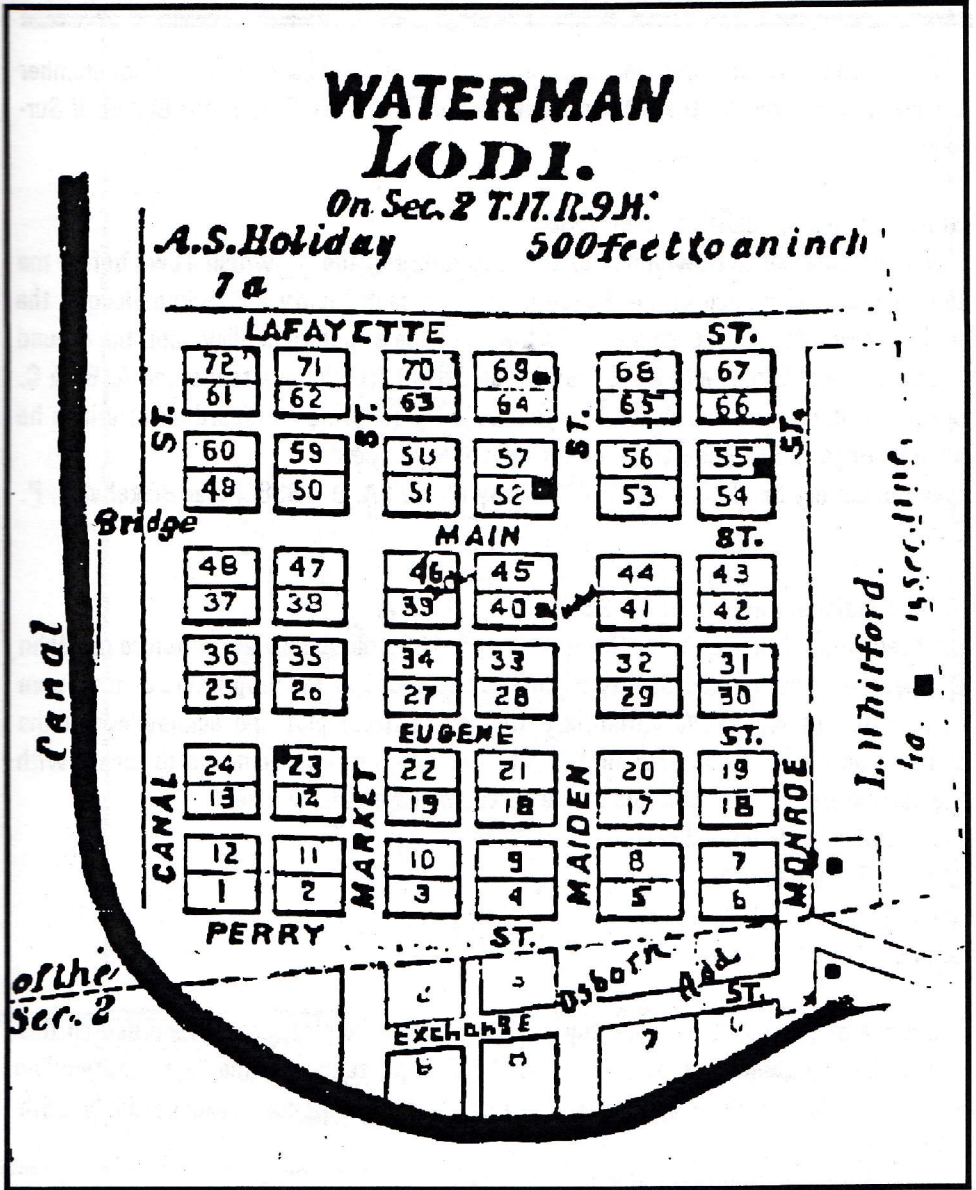 WATERMAN
LODI.
On Sec. 2 T.17.R.9.H.
A.S. Holiday 500 feet to an inch
7 a
LAFAYETTE ST.
72 71 70 69 68 67
61 62 63 64 65 66
ST. ST. ST. ST.
60 59 58 57 56 55
48 50 51 52 53 54
Bridge
MAIN ST.
48 47 46 45 44 43
37 38 39 40 41 42
36 35 34 33 32 31
25 26 27 28 29 30
EUGENE ST.
24 23 22 21 20 19
13 12 19 18 17 18
12 11 10 9 8 7
1 2 3 4 5 6
CANAL
MARKET
MAIDEN
MONROE
Canal
PERRY ST.
of the
Sec. 2
Osborn Add
Exchange ST.
7
sec. line